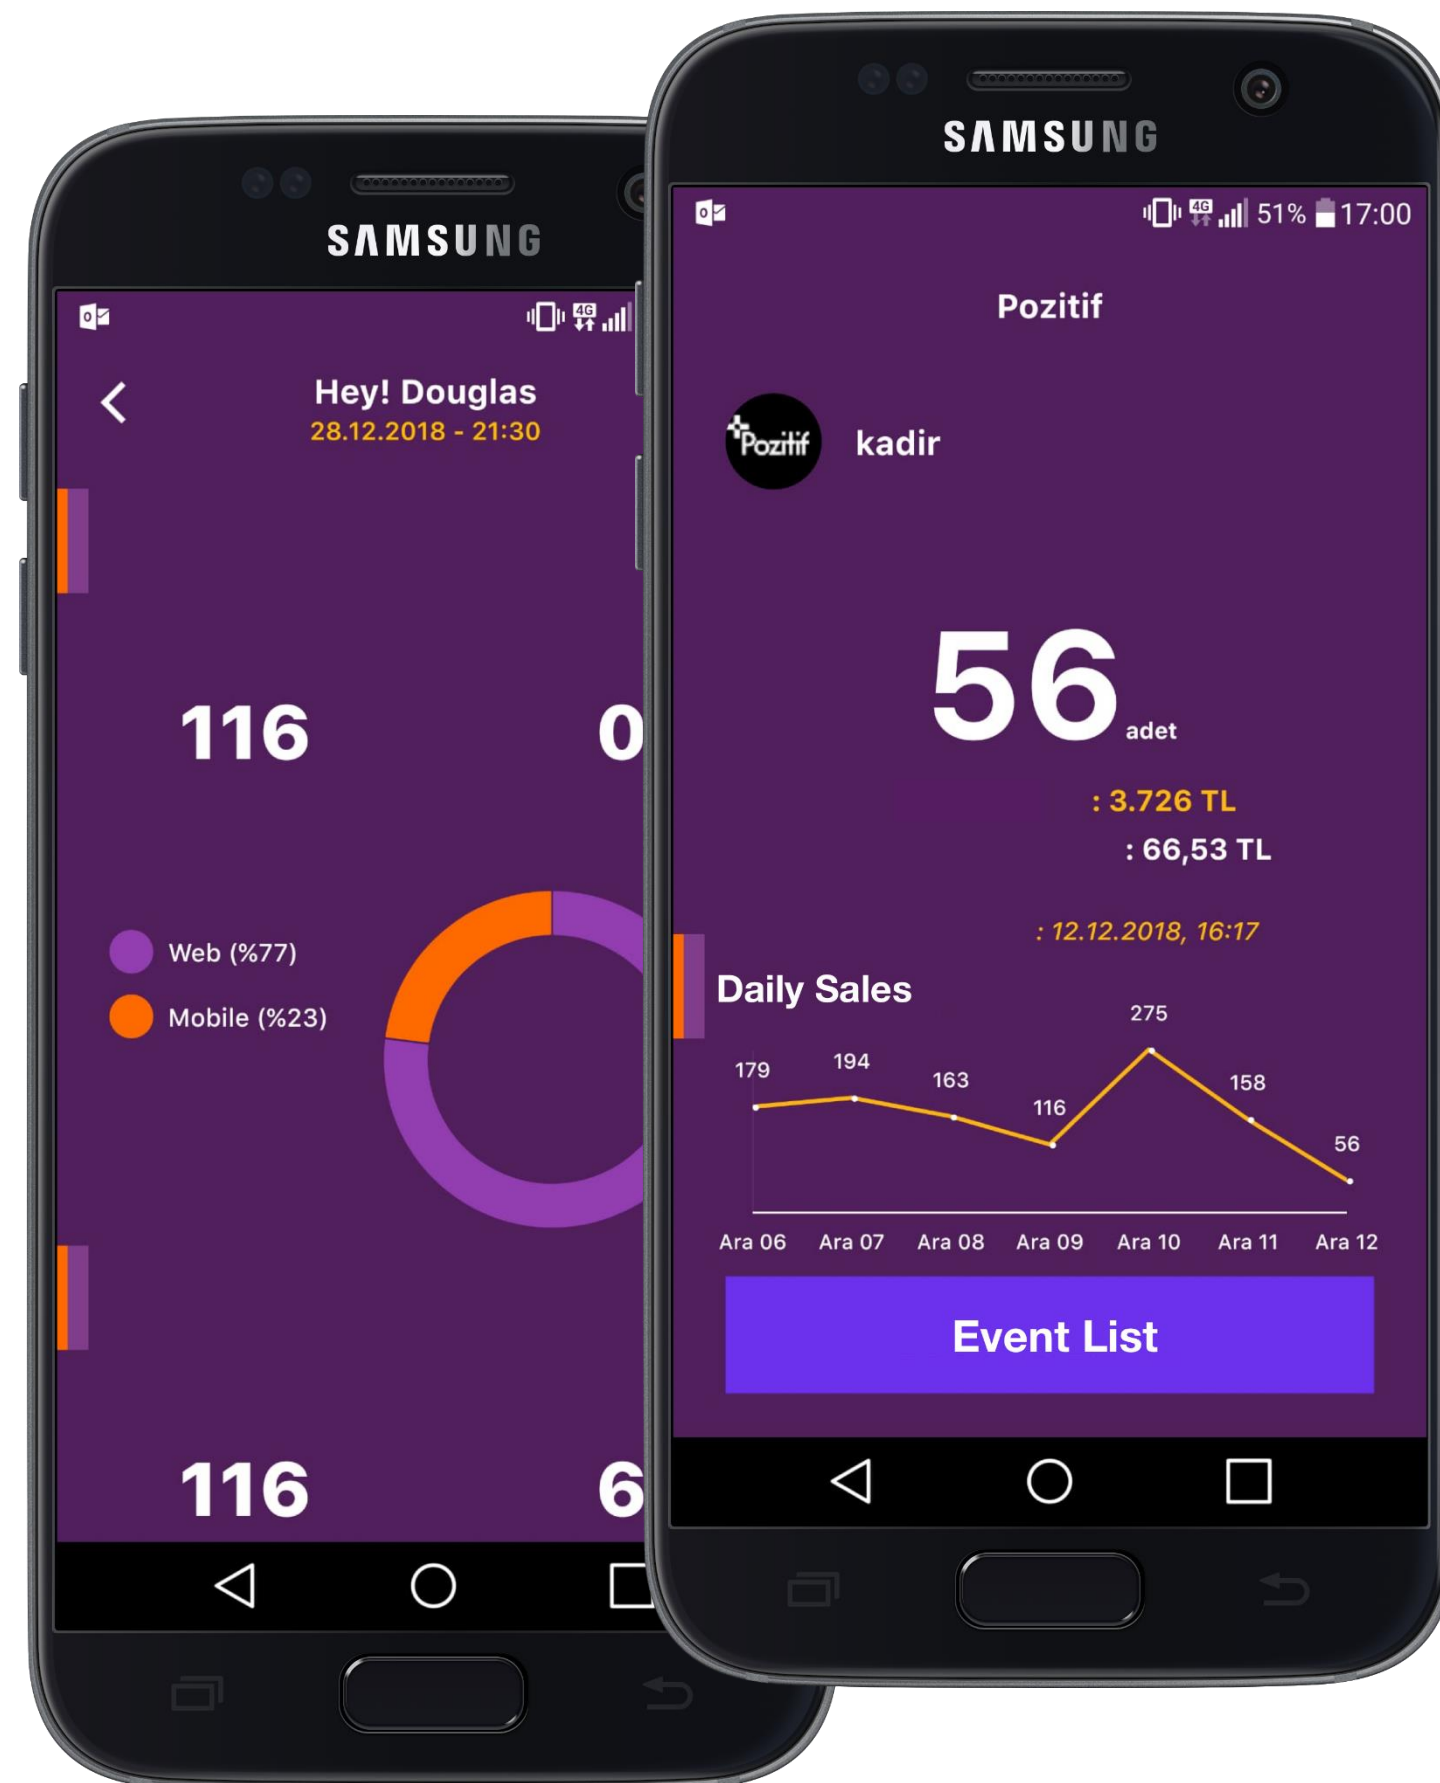 SAMSUNG
Hey! Douglas
28.12.2018 - 21:30
116
0
Web (%77)
Mobile (%23)
116
6
SAMSUNG
4G
51%
17:00
Pozitif
Pozitif
kadir
56 adet
: 3.726 TL
: 66,53 TL
: 12.12.2018, 16:17
Daily Sales
179 194 163 116 275 158 56
Ara 06 Ara 07 Ara 08 Ara 09 Ara 10 Ara 11 Ara 12
Event List